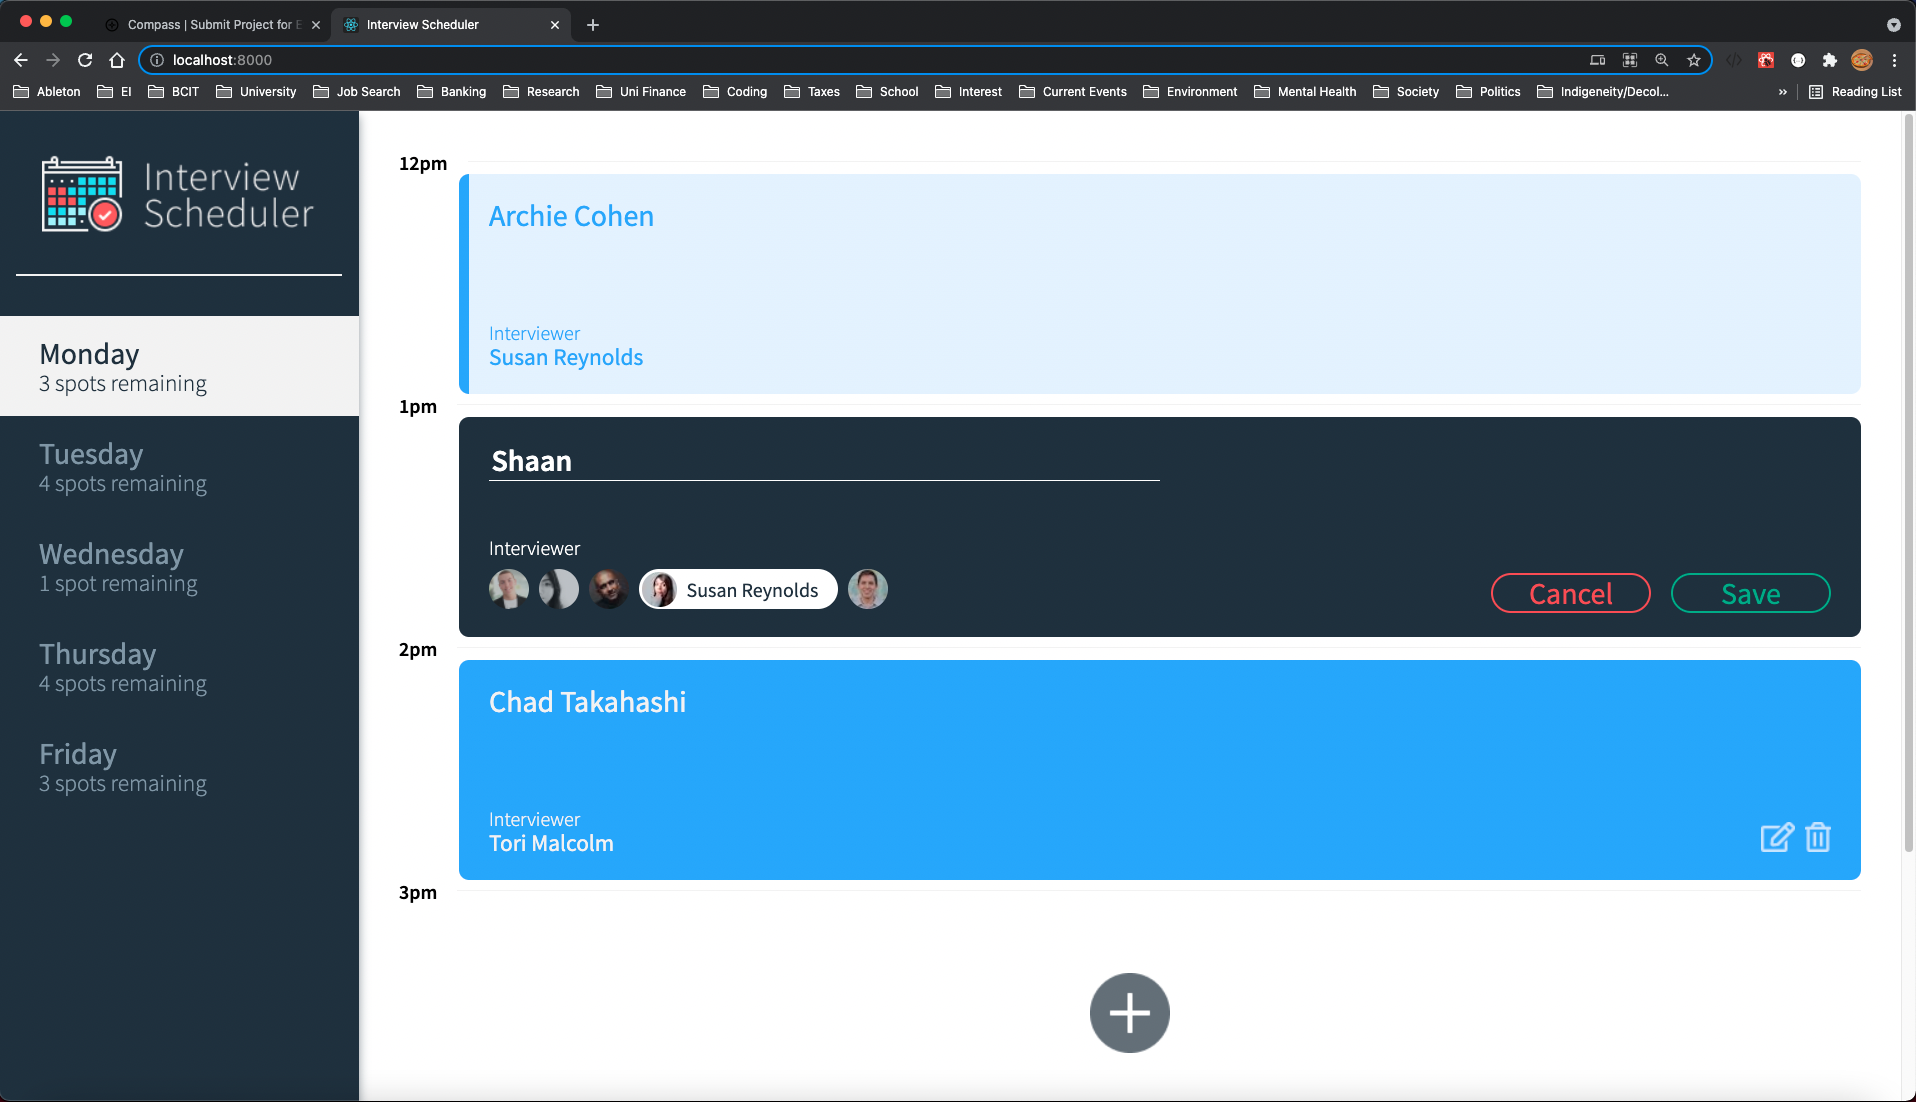 Compass | Submit Project for E
Interview Scheduler
localhost:8000
Ableton EI BCIT University Job Search Banking Research Uni Finance Coding Taxes School Interest Current Events Environment Mental Health Society Politics Indigeneity/Decol... » Reading List
Interview
Scheduler
Monday
3 spots remaining
Tuesday
4 spots remaining
Wednesday
1 spot remaining
Thursday
4 spots remaining
Friday
3 spots remaining
12pm
Archie Cohen
Interviewer
Susan Reynolds
1pm
Shaan
Interviewer
Susan Reynolds
Cancel
Save
2pm
Chad Takahashi
Interviewer
Tori Malcolm
3pm